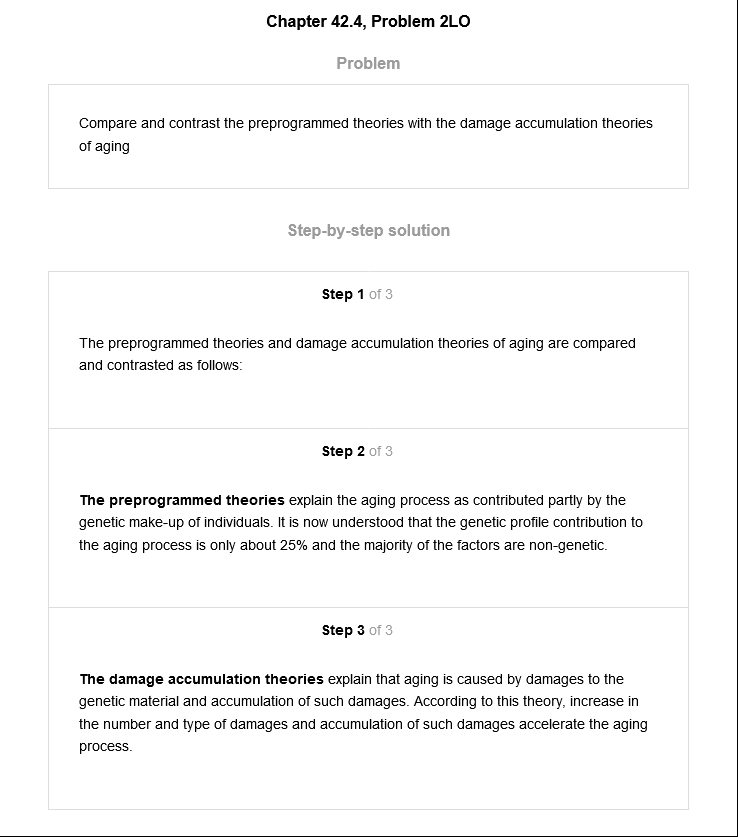 Chapter 42.4, Problem 2LO
Problem
Compare and contrast the preprogrammed theories with the damage accumulation theories
of aging
Step-by-step solution
Step 1 of 3
The preprogrammed theories and damage accumulation theories of aging are compared
and contrasted as follows:
Step 2 of 3
The preprogrammed theories explain the aging process as contributed partly by the
genetic make-up of individuals. It is now understood that the genetic profile contribution to
the aging process is only about 25% and the majority of the factors are non-genetic.
Step 3 of 3
The damage accumulation theories explain that aging is caused by damages to the
genetic material and accumulation of such damages. According to this theory, increase in
the number and type of damages and accumulation of such damages accelerate the aging
process.